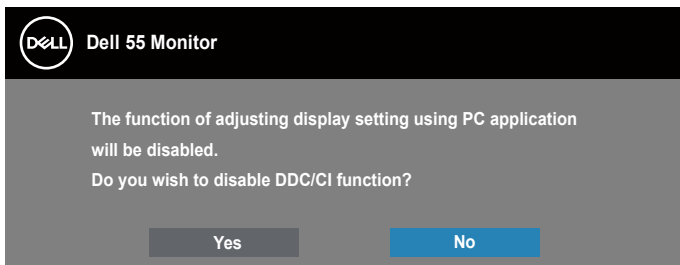 DELL
Dell 55 Monitor
The function of adjusting display setting using PC application
will be disabled.
Do you wish to disable DDC/CI function?
Yes
No